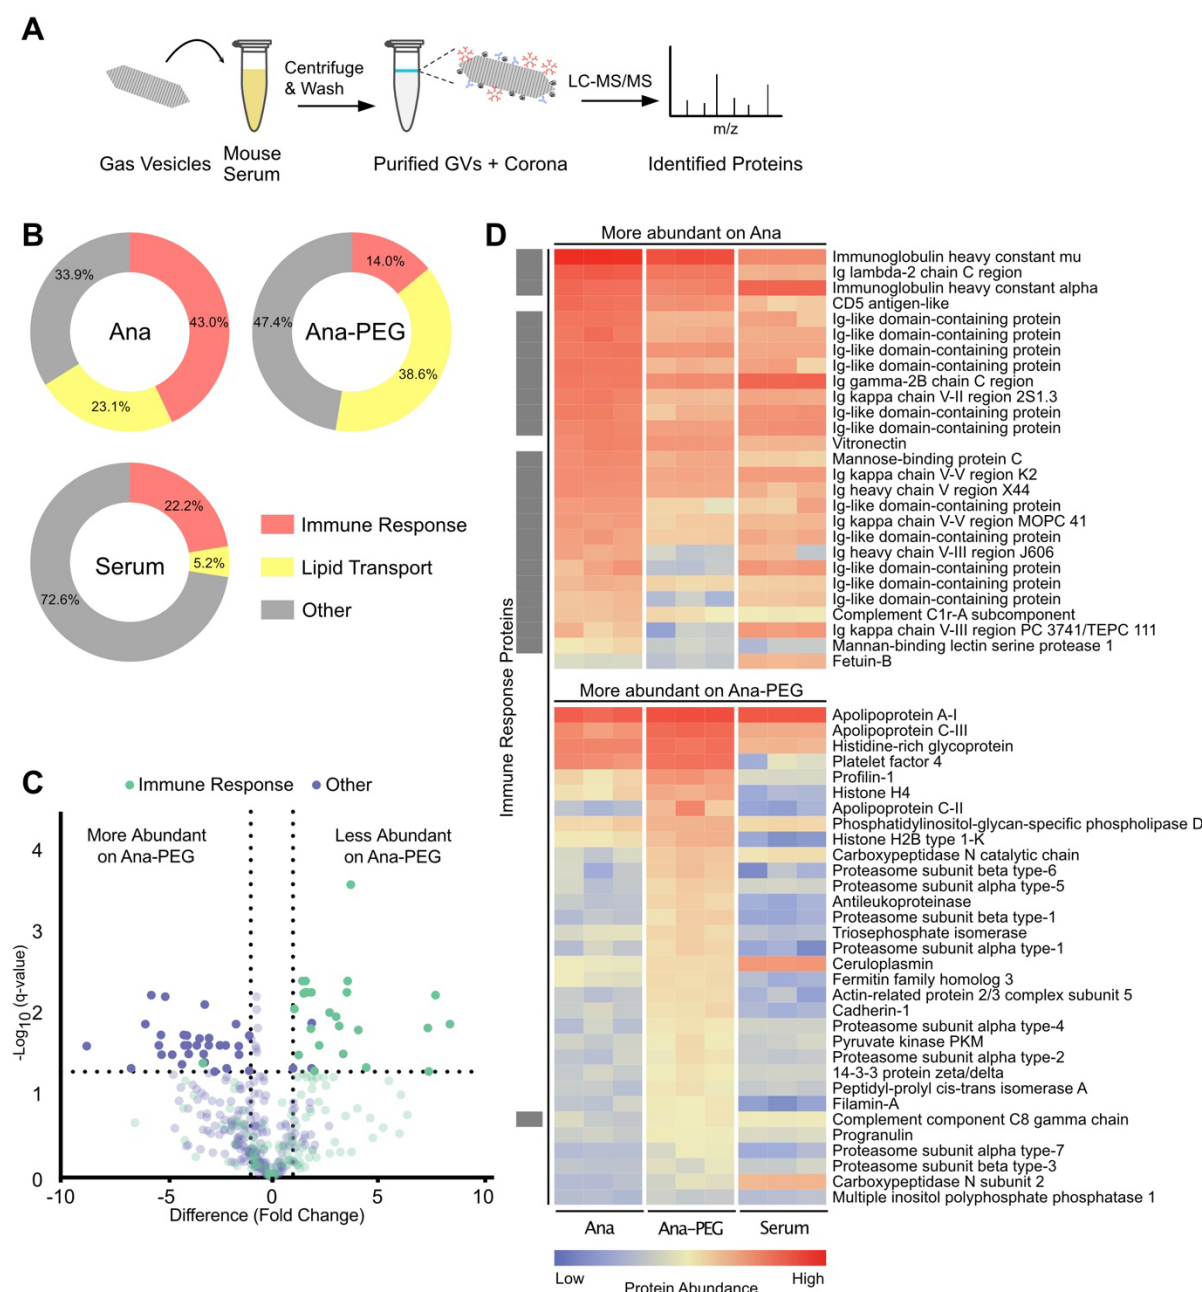 A
Centrifuge
& Wash
LC-MS/MS
m/z
Gas Vesicles
Mouse
Serum
Purified GVs + Corona
Identified Proteins
B
33.9%
43.0%
23.1%
Ana
14.0%
47.4%
38.6%
Ana-PEG
22.2%
5.2%
72.6%
Serum
Immune Response
Lipid Transport
Other
C
Immune Response
Other
More Abundant
on Ana-PEG
Less Abundant
on Ana-PEG
-Log10 (q-value)
4
3
2
1
0
-10
-5
0
5
10
Difference (Fold Change)
D
More abundant on Ana
Immunoglobulin heavy constant mu
Ig lambda-2 chain C region
Immunoglobulin heavy constant alpha
CD5 antigen-like
Ig-like domain-containing protein
Ig-like domain-containing protein
Ig-like domain-containing protein
Ig-like domain-containing protein
Ig gamma-2B chain C region
Ig kappa chain V-II region 2S1.3
Ig-like domain-containing protein
Ig-like domain-containing protein
Vitronectin
Mannose-binding protein C
Ig kappa chain V-V region K2
Ig heavy chain V region X44
Ig-like domain-containing protein
Ig kappa chain V-V region MOPC 41
Ig-like domain-containing protein
Ig heavy chain V-III region J606
Ig-like domain-containing protein
Ig-like domain-containing protein
Ig-like domain-containing protein
Complement C1r-A subcomponent
Ig kappa chain V-III region PC 3741/TEPC 111
Mannan-binding lectin serine protease 1
Fetuin-B
Immune Response Proteins
More abundant on Ana-PEG
Apolipoprotein A-I
Apolipoprotein C-III
Histidine-rich glycoprotein
Platelet factor 4
Profilin-1
Histone H4
Apolipoprotein C-II
Phosphatidylinositol-glycan-specific phospholipase D
Histone H2B type 1-K
Carboxypeptidase N catalytic chain
Proteasome subunit beta type-6
Proteasome subunit alpha type-5
Antileukoproteinase
Proteasome subunit beta type-1
Triosephosphate isomerase
Proteasome subunit alpha type-1
Ceruloplasmin
Fermitin family homolog 3
Actin-related protein 2/3 complex subunit 5
Cadherin-1
Proteasome subunit alpha type-4
Pyruvate kinase PKM
Proteasome subunit alpha type-2
14-3-3 protein zeta/delta
Peptidyl-prolyl cis-trans isomerase A
Filamin-A
Complement component C8 gamma chain
Progranulin
Proteasome subunit alpha type-7
Proteasome subunit beta type-3
Carboxypeptidase N subunit 2
Multiple inositol polyphosphate phosphatase 1
Ana
Ana-PEG
Serum
Low
High
Protein Abundance